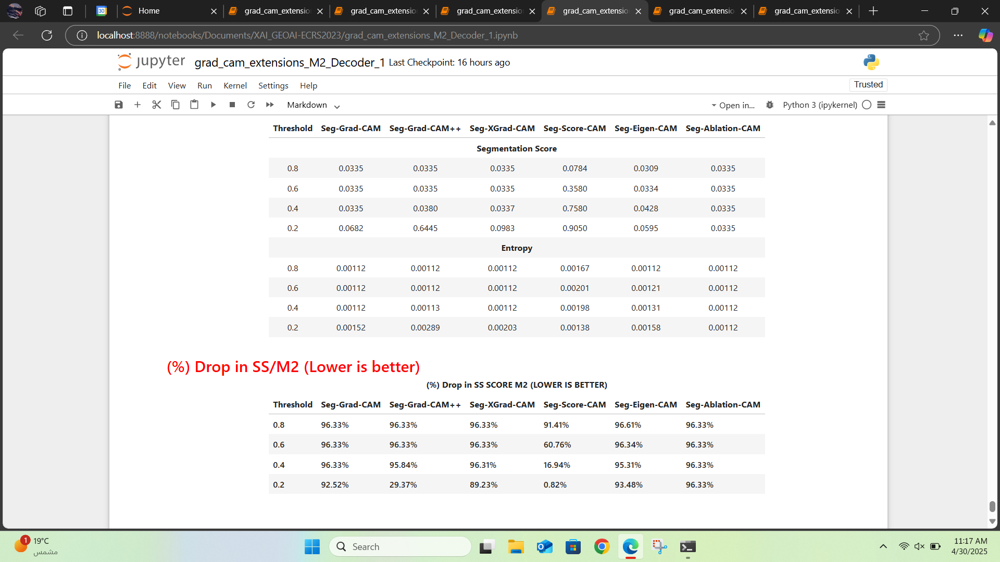 30
Home
grad_cam_extensio
grad_cam_extensio
grad_cam_extensio
grad_cam_extensio
grad_cam_extensio
grad_cam_extensio
localhost:8888/notebooks/Documents/XAI_GEOAI-ECRS2023/grad_cam_extensions_M2_Decoder_1.ipynb
jupyter grad_cam_extensions_M2_Decoder_1 Last Checkpoint: 16 hours ago
File Edit View Run Kernel Settings Help Trusted
Markdown Open in... Python 3 (ipykernel)
Threshold Seg-Grad-CAM Seg-Grad-CAM++ Seg-XGrad-CAM Seg-Score-CAM Seg-Eigen-CAM Seg-Ablation-CAM
Segmentation Score
0.8 0.0335 0.0335 0.0335 0.0784 0.0309 0.0335
0.6 0.0335 0.0335 0.0335 0.3580 0.0334 0.0335
0.4 0.0335 0.0380 0.0337 0.7580 0.0428 0.0335
0.2 0.0682 0.6445 0.0983 0.9050 0.0595 0.0335
Entropy
0.8 0.00112 0.00112 0.00112 0.00167 0.00112 0.00112
0.6 0.00112 0.00112 0.00112 0.00201 0.00121 0.00112
0.4 0.00112 0.00113 0.00112 0.00198 0.00131 0.00112
0.2 0.00152 0.00289 0.00203 0.00138 0.00158 0.00112
(%) Drop in SS/M2 (Lower is better)
(%) Drop in SS SCORE M2 (LOWER IS BETTER)
Threshold Seg-Grad-CAM Seg-Grad-CAM++ Seg-XGrad-CAM Seg-Score-CAM Seg-Eigen-CAM Seg-Ablation-CAM
0.8 96.33% 96.33% 96.33% 91.41% 96.61% 96.33%
0.6 96.33% 96.33% 96.33% 60.76% 96.34% 96.33%
0.4 96.33% 95.84% 96.31% 16.94% 95.31% 96.33%
0.2 92.52% 29.37% 89.23% 0.82% 93.48% 96.33%
1
19°C
مشمس
Search
11:17 AM
4/30/2025